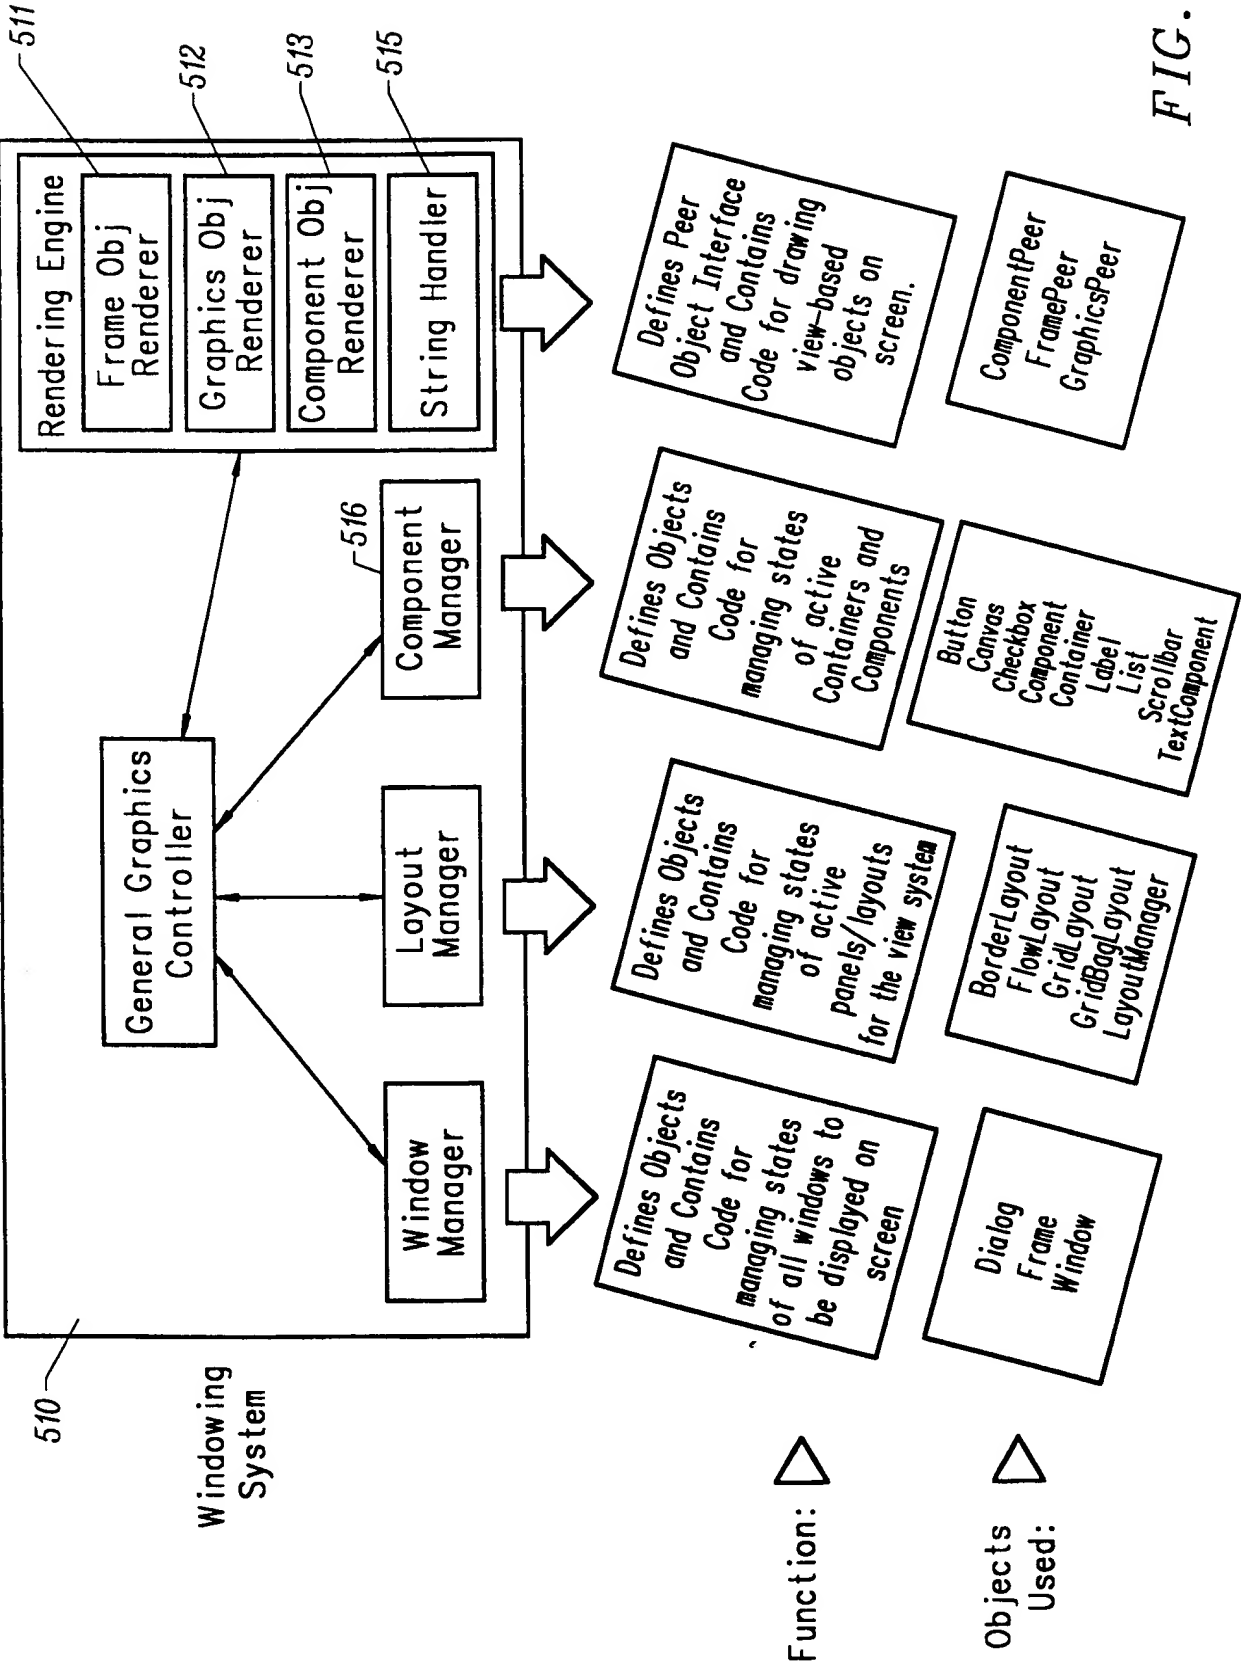 Windowing
System
510
General Graphics
Controller
Window
Manager
Layout
Manager
Component
Manager
516
Rendering Engine
Frame Obj
Renderer
511
Graphics Obj
Renderer
512
Component Obj
Renderer
513
String Handler
515
Function:
Defines Objects
and Contains
Code for
managing states
of all windows to
be displayed on
screen
Defines Objects
and Contains
Code for
managing states
of active
panels/layouts
for the view system
Defines Objects
and Contains
Code for
managing states
of active
Containers and
Components
Defines Peer
Object Interface
and Contains
Code for drawing
view-based
objects on
screen.
Objects
Used:
Dialog
Frame
Window
BorderLayout
FlowLayout
GridLayout
GridBagLayout
LayoutManager
Button
Canvas
Checkbox
Component
Container
Label
List
Scrollbar
TextComponent
ComponentPeer
FramePeer
GraphicsPeer
FIG.